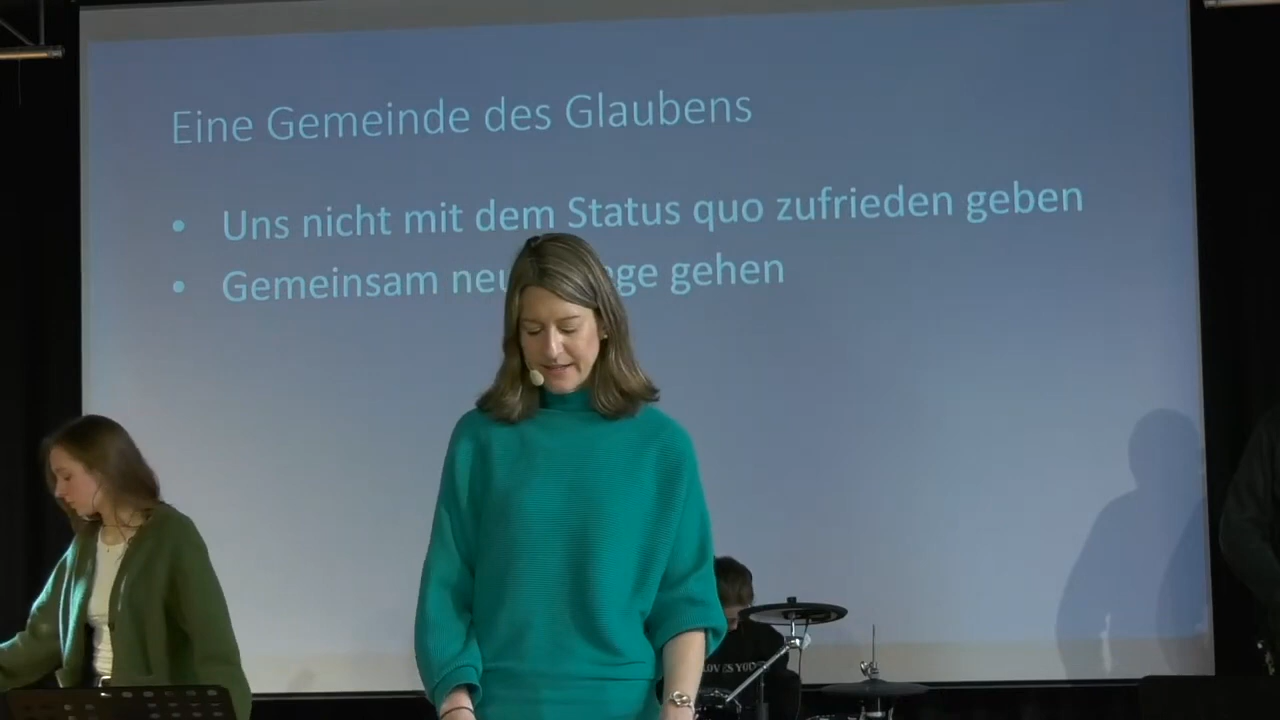 Eine Gemeinde des Glaubens
• Uns nicht mit dem Status quo zufrieden geben
• Gemeinsam gehen